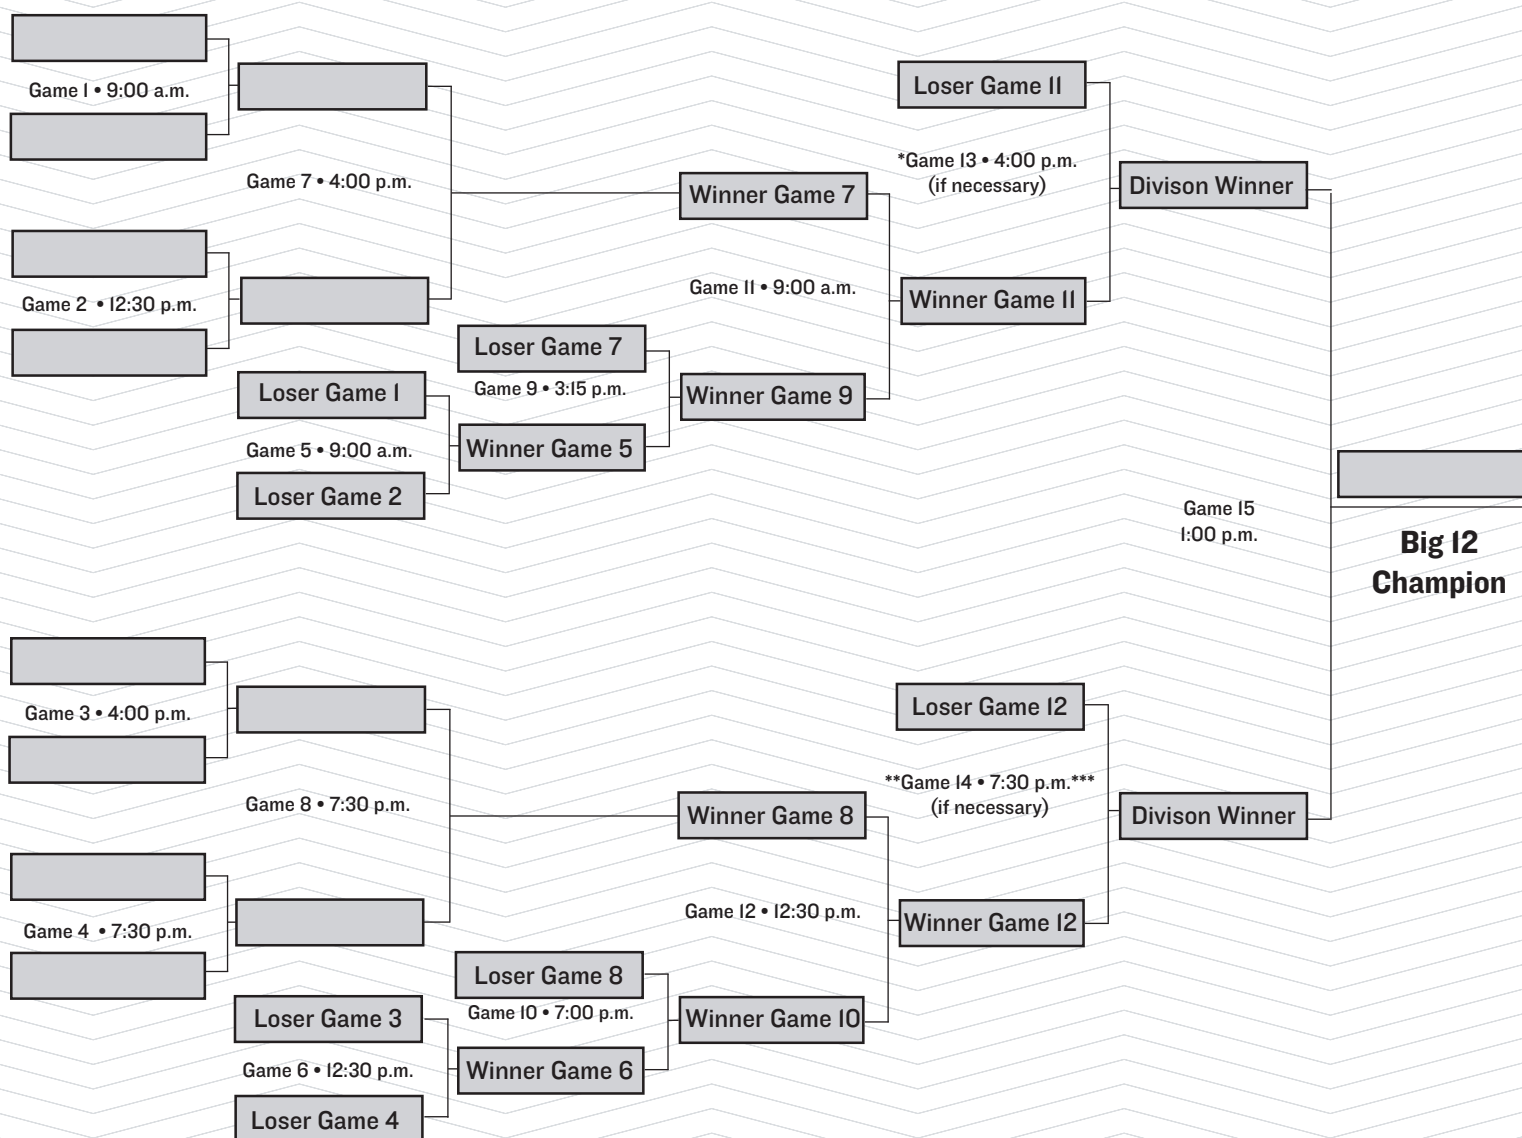 Game 1 • 9:00 a.m.
Game 7 • 4:00 p.m.
Game 2 • 12:30 p.m.
Loser Game 1
Game 5 • 9:00 a.m.
Loser Game 2
Loser Game 7
Game 9 • 3:15 p.m.
Winner Game 5
Winner Game 7
Game 11 • 9:00 a.m.
Winner Game 9
Loser Game 11
*Game 13 • 4:00 p.m.
(if necessary)
Winner Game 11
Divison Winner
Game 15
1:00 p.m.
Big 12
Champion
Game 3 • 4:00 p.m.
Game 8 • 7:30 p.m.
Game 4 • 7:30 p.m.
Loser Game 3
Game 6 • 12:30 p.m.
Loser Game 4
Loser Game 8
Game 10 • 7:00 p.m.
Winner Game 6
Winner Game 8
Game 12 • 12:30 p.m.
Winner Game 10
Loser Game 12
**Game 14 • 7:30 p.m.***
(if necessary)
Winner Game 12
Divison Winner